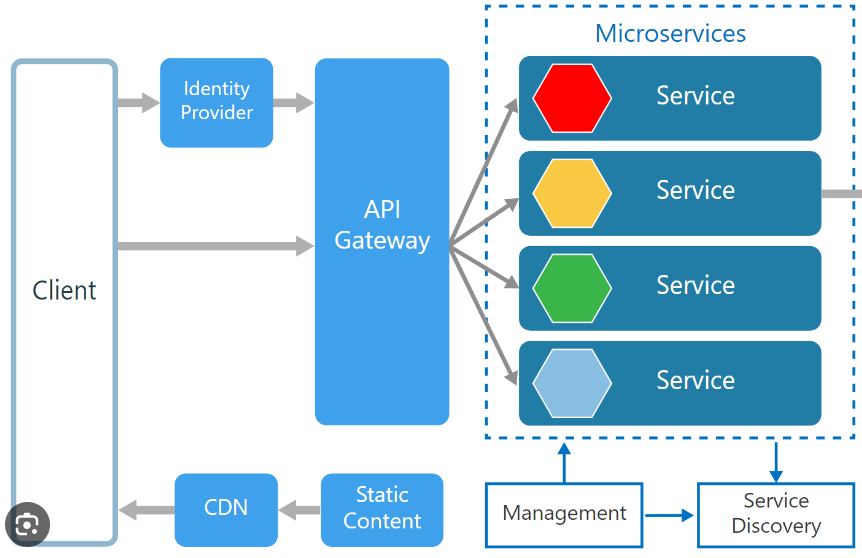 Microservices
Identity
Provider
Service
API
Gateway
Service
Client
Service
Service
CDN
Static
Content
Management
Service
Discovery